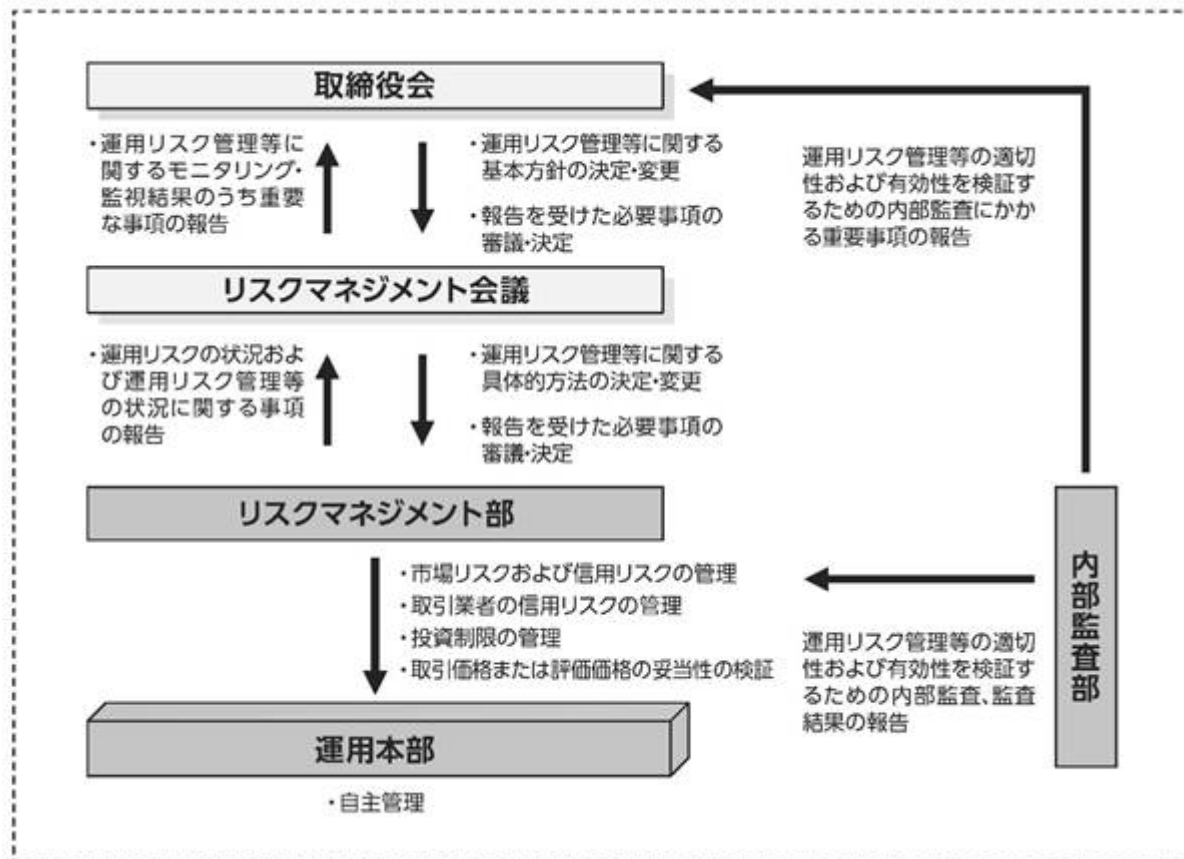 取締役会
・運用リスク管理等に
関するモニタリング・
監視結果のうち重要
な事項の報告
・運用リスク管理等に関する
基本方針の決定・変更
・報告を受けた必要事項の
審議・決定
運用リスク管理等の適切
性および有効性を検証す
るための内部監査にかか
る重要事項の報告
リスクマネジメント会議
・運用リスクの状況およ
び運用リスク管理等
の状況に関する事項
の報告
・運用リスク管理等に関する
具体的方法の決定・変更
・報告を受けた必要事項の
審議・決定
リスクマネジメント部
・市場リスクおよび信用リスクの管理
・取引業者の信用リスクの管理
・投資制限の管理
・取引価格または評価価格の妥当性の検証
運用リスク管理等の適切
性および有効性を検証す
るための内部監査、監査
結果の報告
内部監査部
運用本部
・自主管理